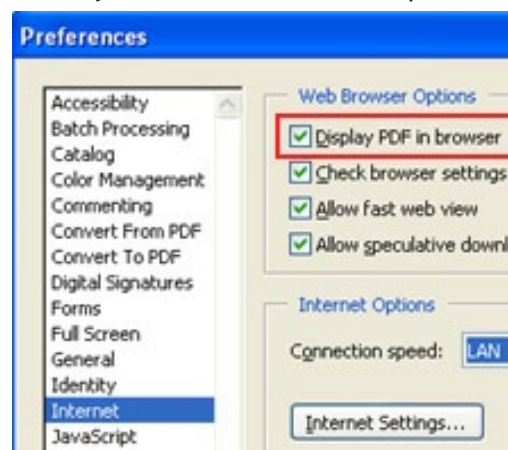 Preferences
Accessibility
Batch Processing
Catalog
Color Management
Commenting
Convert From PDF
Convert To PDF
Digital Signatures
Forms
Full Screen
General
Identity
Internet
JavaScript
Web Browser Options
Display PDF in browser
Check browser settings
Allow fast web view
Allow speculative downl
Internet Options
Connection speed: LAN
Internet Settings...